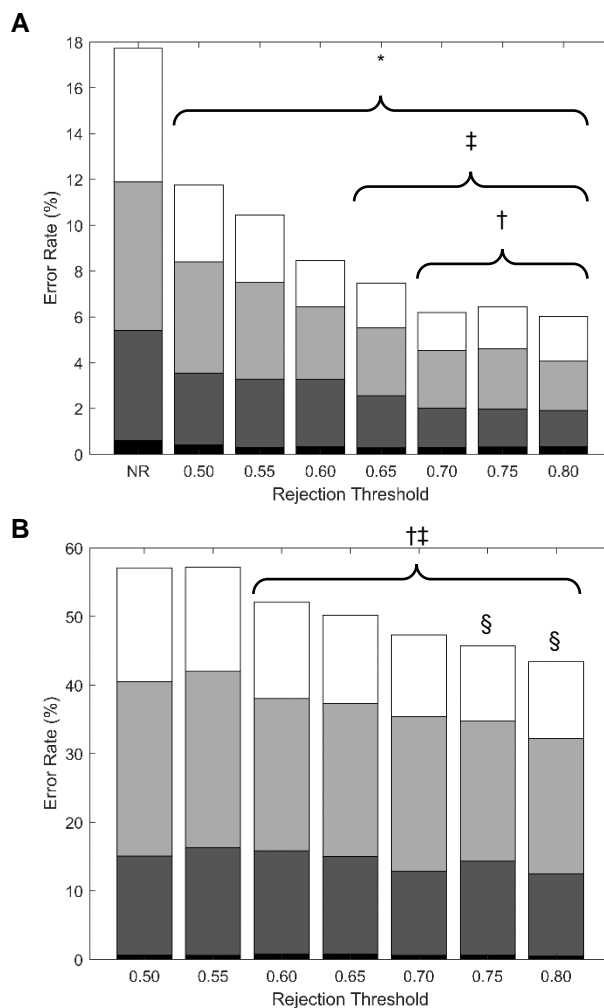 A
18
16
14
12
10
8
6
4
2
0
Error Rate (%)
*
‡
†
NR 0.50 0.55 0.60 0.65 0.70 0.75 0.80
Rejection Threshold
B
60
50
40
30
20
10
0
Error Rate (%)
†‡
§ §
0.50 0.55 0.60 0.65 0.70 0.75 0.80
Rejection Threshold